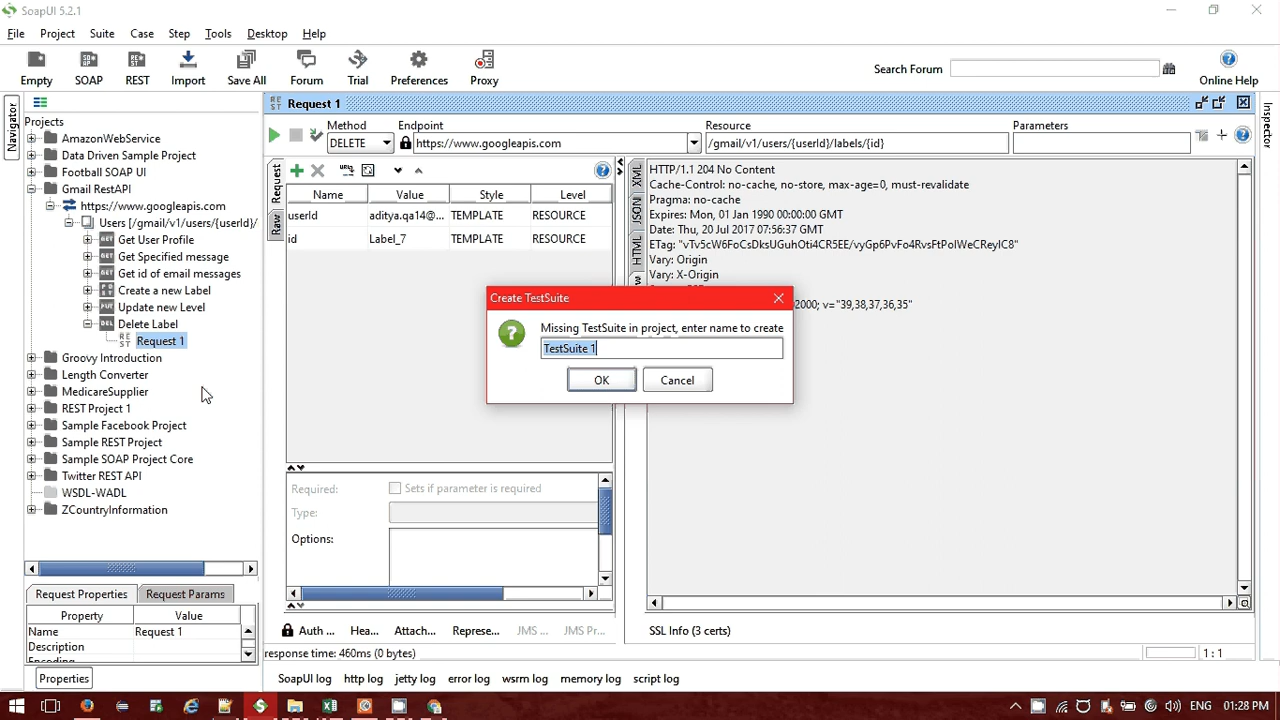 SoapUI 5.2.1
File Project Suite Case Step Tools Desktop Help
Empty SOAP REST Import Save All Forum Trial Preferences Proxy
Search Forum
Online Help
Navigator
Projects
AmazonWebService
Data Driven Sample Project
Football SOAP UI
Gmail RestAPI
https://www.googleapis.com
Users [/gmail/v1/users/{userId}/
GET Get User Profile
GET Get Specified message
GET Get id of email messages
Create a new Label
Update new Level
DEL Delete Label
REST Request 1
Groovy Introduction
Length Converter
MedicareSupplier
REST Project 1
Sample Facebook Project
Sample REST Project
Sample SOAP Project Core
Twitter REST API
WSDL-WADL
ZCountryInformation
Request Properties Request Params
Property Value
Name Request 1
Description
Properties
REST Request 1
Method Endpoint Resource Parameters
DELETE https://www.googleapis.com /gmail/v1/users/{userId}/labels/{id}
Request
Raw
Name Value Style Level
userId aditya.qa14@... TEMPLATE RESOURCE
id Label_7 TEMPLATE RESOURCE
Required: Sets if parameter is required
Type:
Options:
Auth ... Hea... Attach... Represe... JMS ... JMS Pr...
response time: 460ms (0 bytes)
XML
JSON
HTML
HTTP/1.1 204 No Content
Cache-Control: no-cache, no-store, max-age=0, must-revalidate
Pragma: no-cache
Expires: Mon, 01 Jan 1990 00:00:00 GMT
Date: Thu, 20 Jul 2017 07:56:37 GMT
ETag: "vTv5cW6FoCsDksUGuhOti4CR5EE/vyGp6PvFo4RvsFtPolWeCReylC8"
Vary: Origin
Vary: X-Origin
2000; v="39,38,37,36,35"
SSL Info (3 certs)
1 : 1
Inspector
Create TestSuite
Missing TestSuite in project, enter name to create
TestSuite 1
OK Cancel
SoapUI log http log jetty log error log wsrm log memory log script log
ENG 01:28 PM